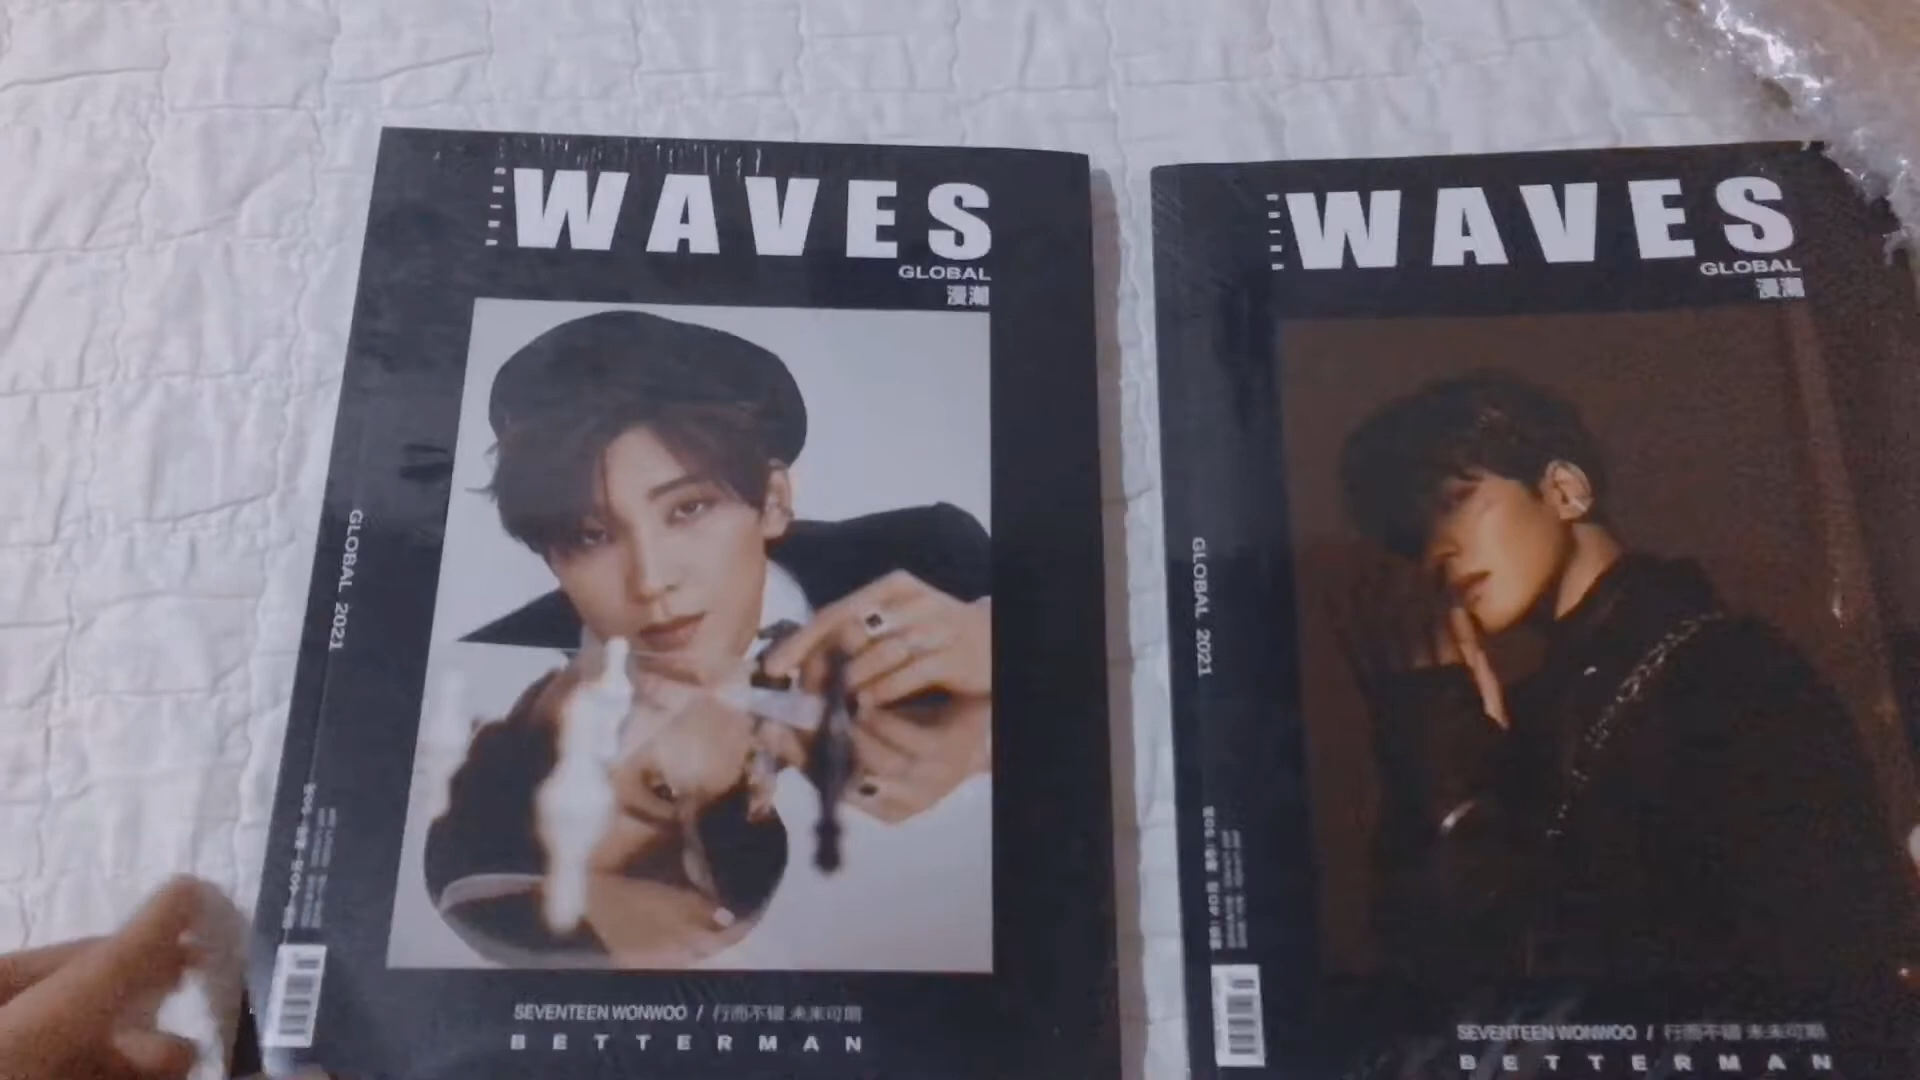 WAVES
GLOBAL
漫潮
GLOBAL 2021
SEVENTEEN WONWOO / 行而不辍 未来可期
BETTERMAN
WAVES
GLOBAL
漫潮
GLOBAL 2021
SEVENTEEN WONWOO / 行而不辍 未来可期
BETTERMAN